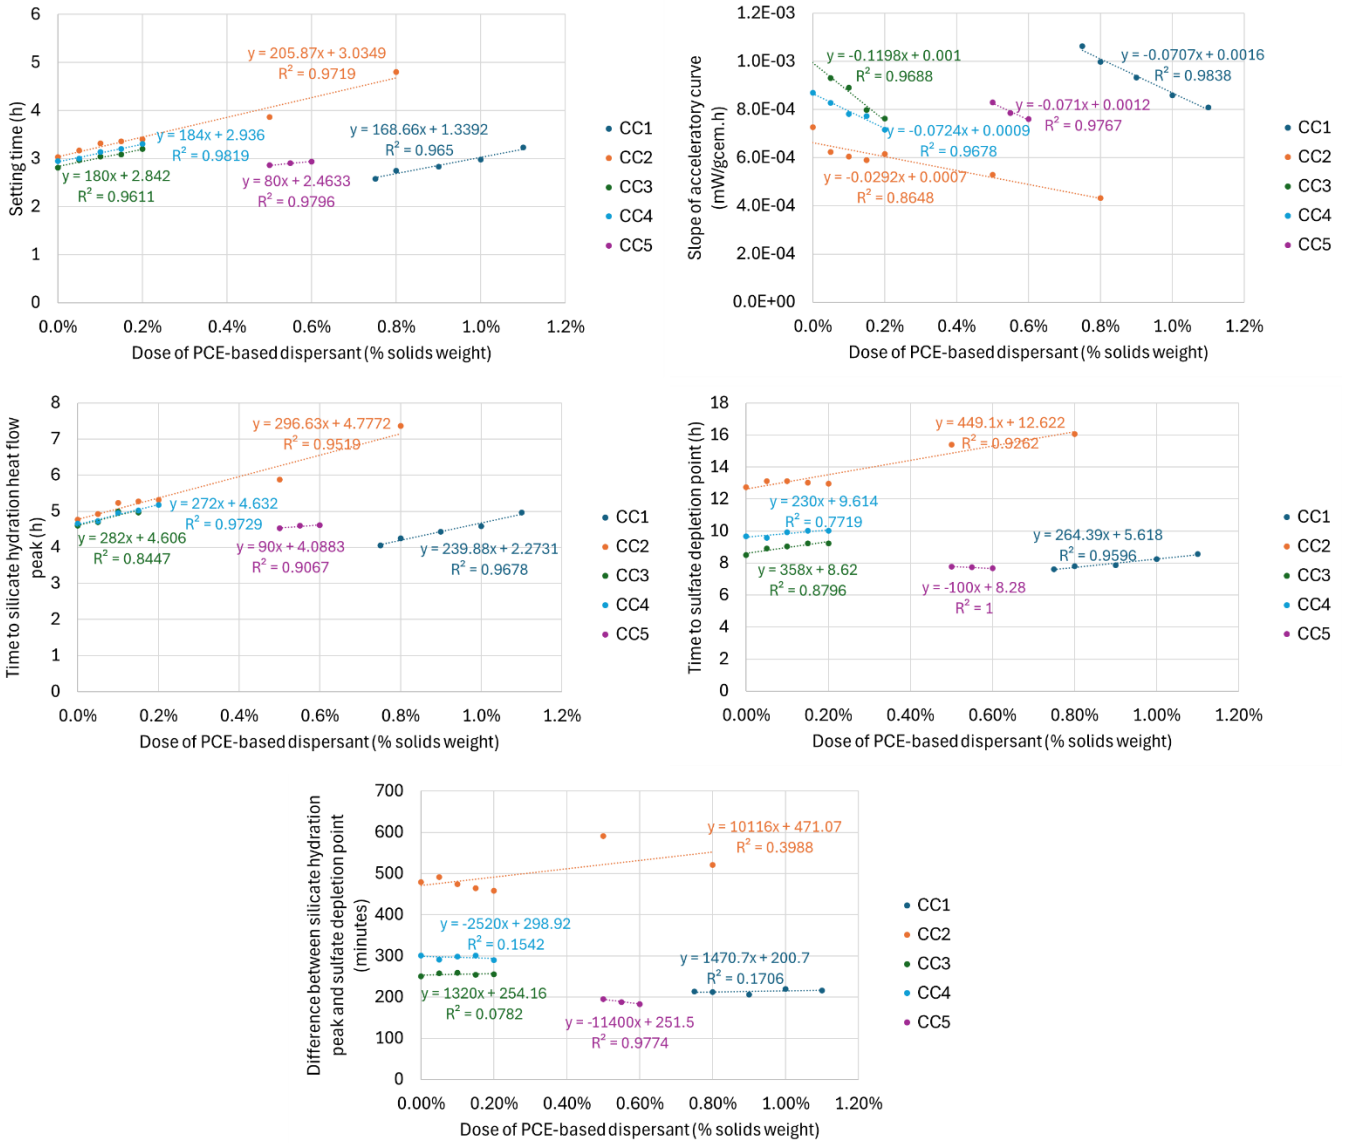 6
5
4
3
2
1
0
Setting time (h)
y = 205.87x + 3.0349
R² = 0.9719
y = 184x + 2.936
R² = 0.9819
168.66x + 1.3392
R² = 0.965
y = 180x + 2.842
R² = 0.9611
y = 80x + 2.4633
R² = 0.9796
0.0% 0.2% 0.4% 0.6% 0.8% 1.0% 1.2%
Dose of PCE-based dispersant (% solids weight)
CC1
CC2
CC3
CC4
CC5
1.2E-03
1.0E-03
8.0E-04
6.0E-04
4.0E-04
2.0E-04
0.0E+00
Slope of acceleratory curve
(mW/gcem.h)
y = -0.1198x + 0.001
R² = 0.9688
y = -0.0707x + 0.0016
R² = 0.9838
y = -0.071x + 0.0012
R² = 0.9767
y = -0.0724x + 0.0009
R² = 0.9678
y = -0.0292x + 0.0007
R² = 0.8648
0.0% 0.2% 0.4% 0.6% 0.8% 1.0% 1.2%
Dose of PCE-based dispersant (% solids weight)
CC1
CC2
CC3
CC4
CC5
8
7
6
5
4
3
2
1
0
Time to silicate hydration heat flow
peak (h)
y = 296.63x + 4.7772
R² = 0.9519
y = 272x + 4.632
R² = 0.9729
y = 282x + 4.606
R² = 0.8447
y = 90x + 4.0883
R² = 0.9067
y = 239.88x + 2.2731
R² = 0.9678
0.0% 0.2% 0.4% 0.6% 0.8% 1.0% 1.2%
Dose of PCE-based dispersant (% solids weight)
CC1
CC2
CC3
CC4
CC5
18
16
14
12
10
8
6
4
2
0
Time to sulfate depletion point (h)
y = 449.1x + 12.622
R² = 0.9262
y = 230x + 9.614
R² = 0.7719
y = 264.39x + 5.618
R² = 0.9596
y = 358x + 8.62
R² = 0.8796
y = -100x + 8.28
R² = 1
0.00% 0.20% 0.40% 0.60% 0.80% 1.00% 1.20%
Dose of PCE-based dispersant (% solids weight)
CC1
CC2
CC3
CC4
CC5
700
600
500
400
300
200
100
0
Difference between silicate hydration
peak and sulfate depletion point
(minutes)
y = 10116x + 471.07
R² = 0.3988
y = -2520x + 298.92
R² = 0.1542
y = 1470.7x + 200.7
R² = 0.1706
y = 1320x + 254.16
R² = 0.0782
y = -11400x + 251.5
R² = 0.9774
0.00% 0.20% 0.40% 0.60% 0.80% 1.00% 1.20%
Dose of PCE-based dispersant (% solids weight)
CC1
CC2
CC3
CC4
CC5